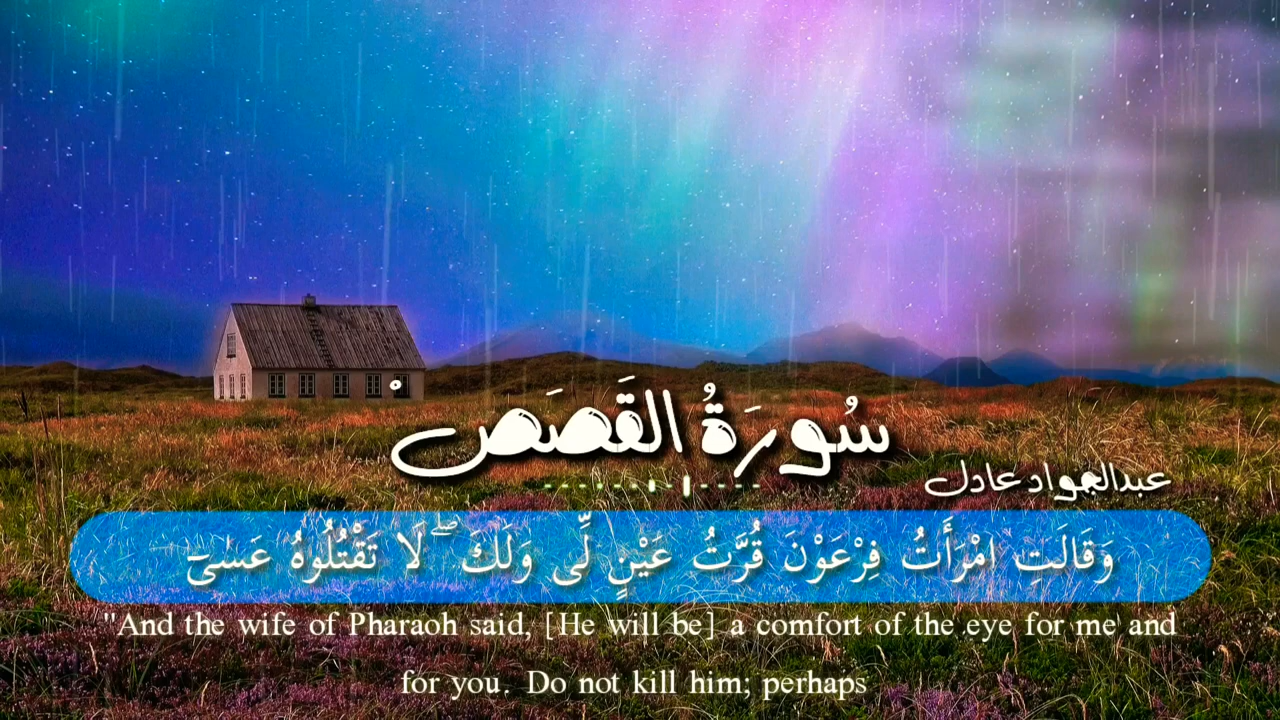 سُورَةُ القَصَص
عبدالجواد عادل
وَقَالَتِ امْرَأَتُ فِرْعَوْنَ قُرَّتُ عَيْنٍ لِّى وَلَكَ ۖ لَا تَقْتُلُوهُ عَسىٰٓ
"And the wife of Pharaoh said, [He will be] a comfort of the eye for me and
for you. Do not kill him; perhaps